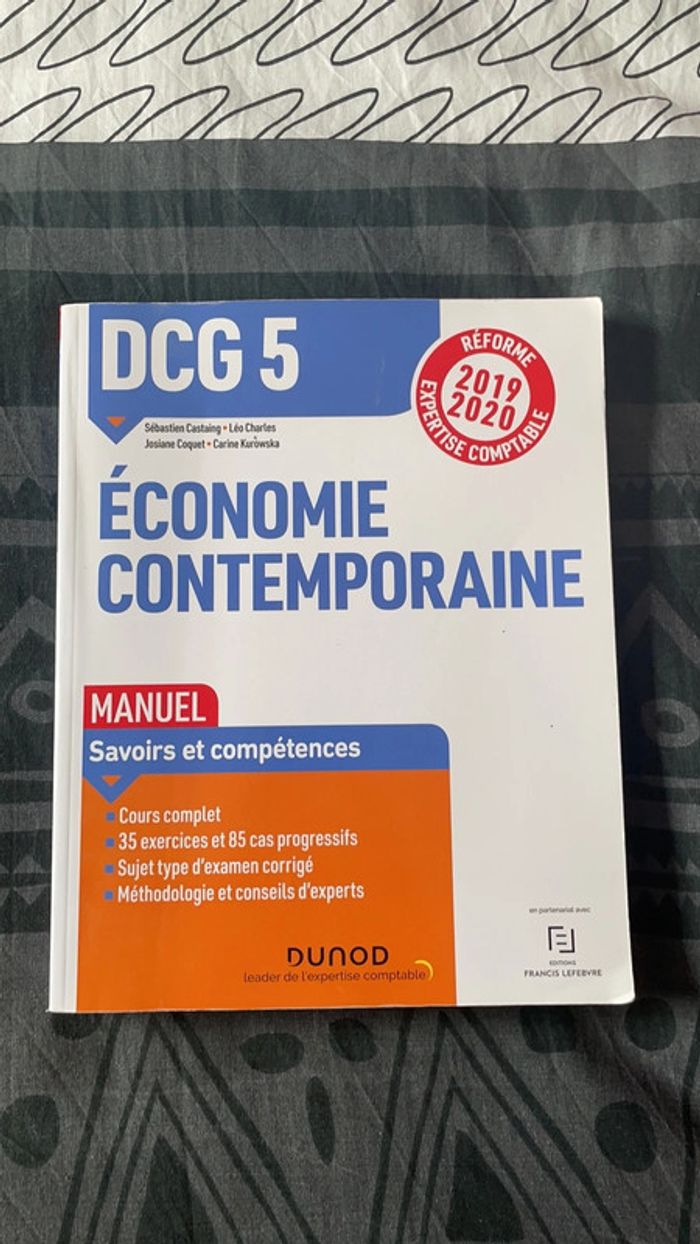 DCG 5
RÉFORME
2019
2020
EXPERTISE COMPTABLE
Sébastien Castaing • Léo Charles
Josiane Coquet • Carine Kurowska
ÉCONOMIE
CONTEMPORAINE
MANUEL
Savoirs et compétences
Cours complet
35 exercices et 85 cas progressifs
Sujet type d'examen corrigé
Méthodologie et conseils d'experts
en partenariat avec
EDITIONS
FRANCIS LEFEBVRE
DUNOD
leader de l'expertise comptable